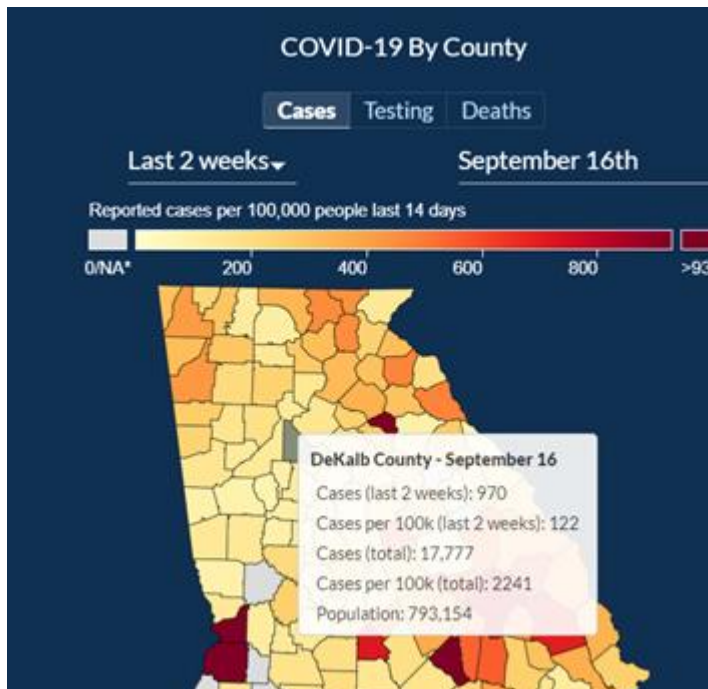 COVID-19 By County
Cases Testing Deaths
Last 2 weeks September 16th
Reported cases per 100,000 people last 14 days
0/NA* 200 400 600 800 >93
DeKalb County - September 16
Cases (last 2 weeks): 970
Cases per 100k (last 2 weeks): 122
Cases (total): 17,777
Cases per 100k (total): 2241
Population: 793,154